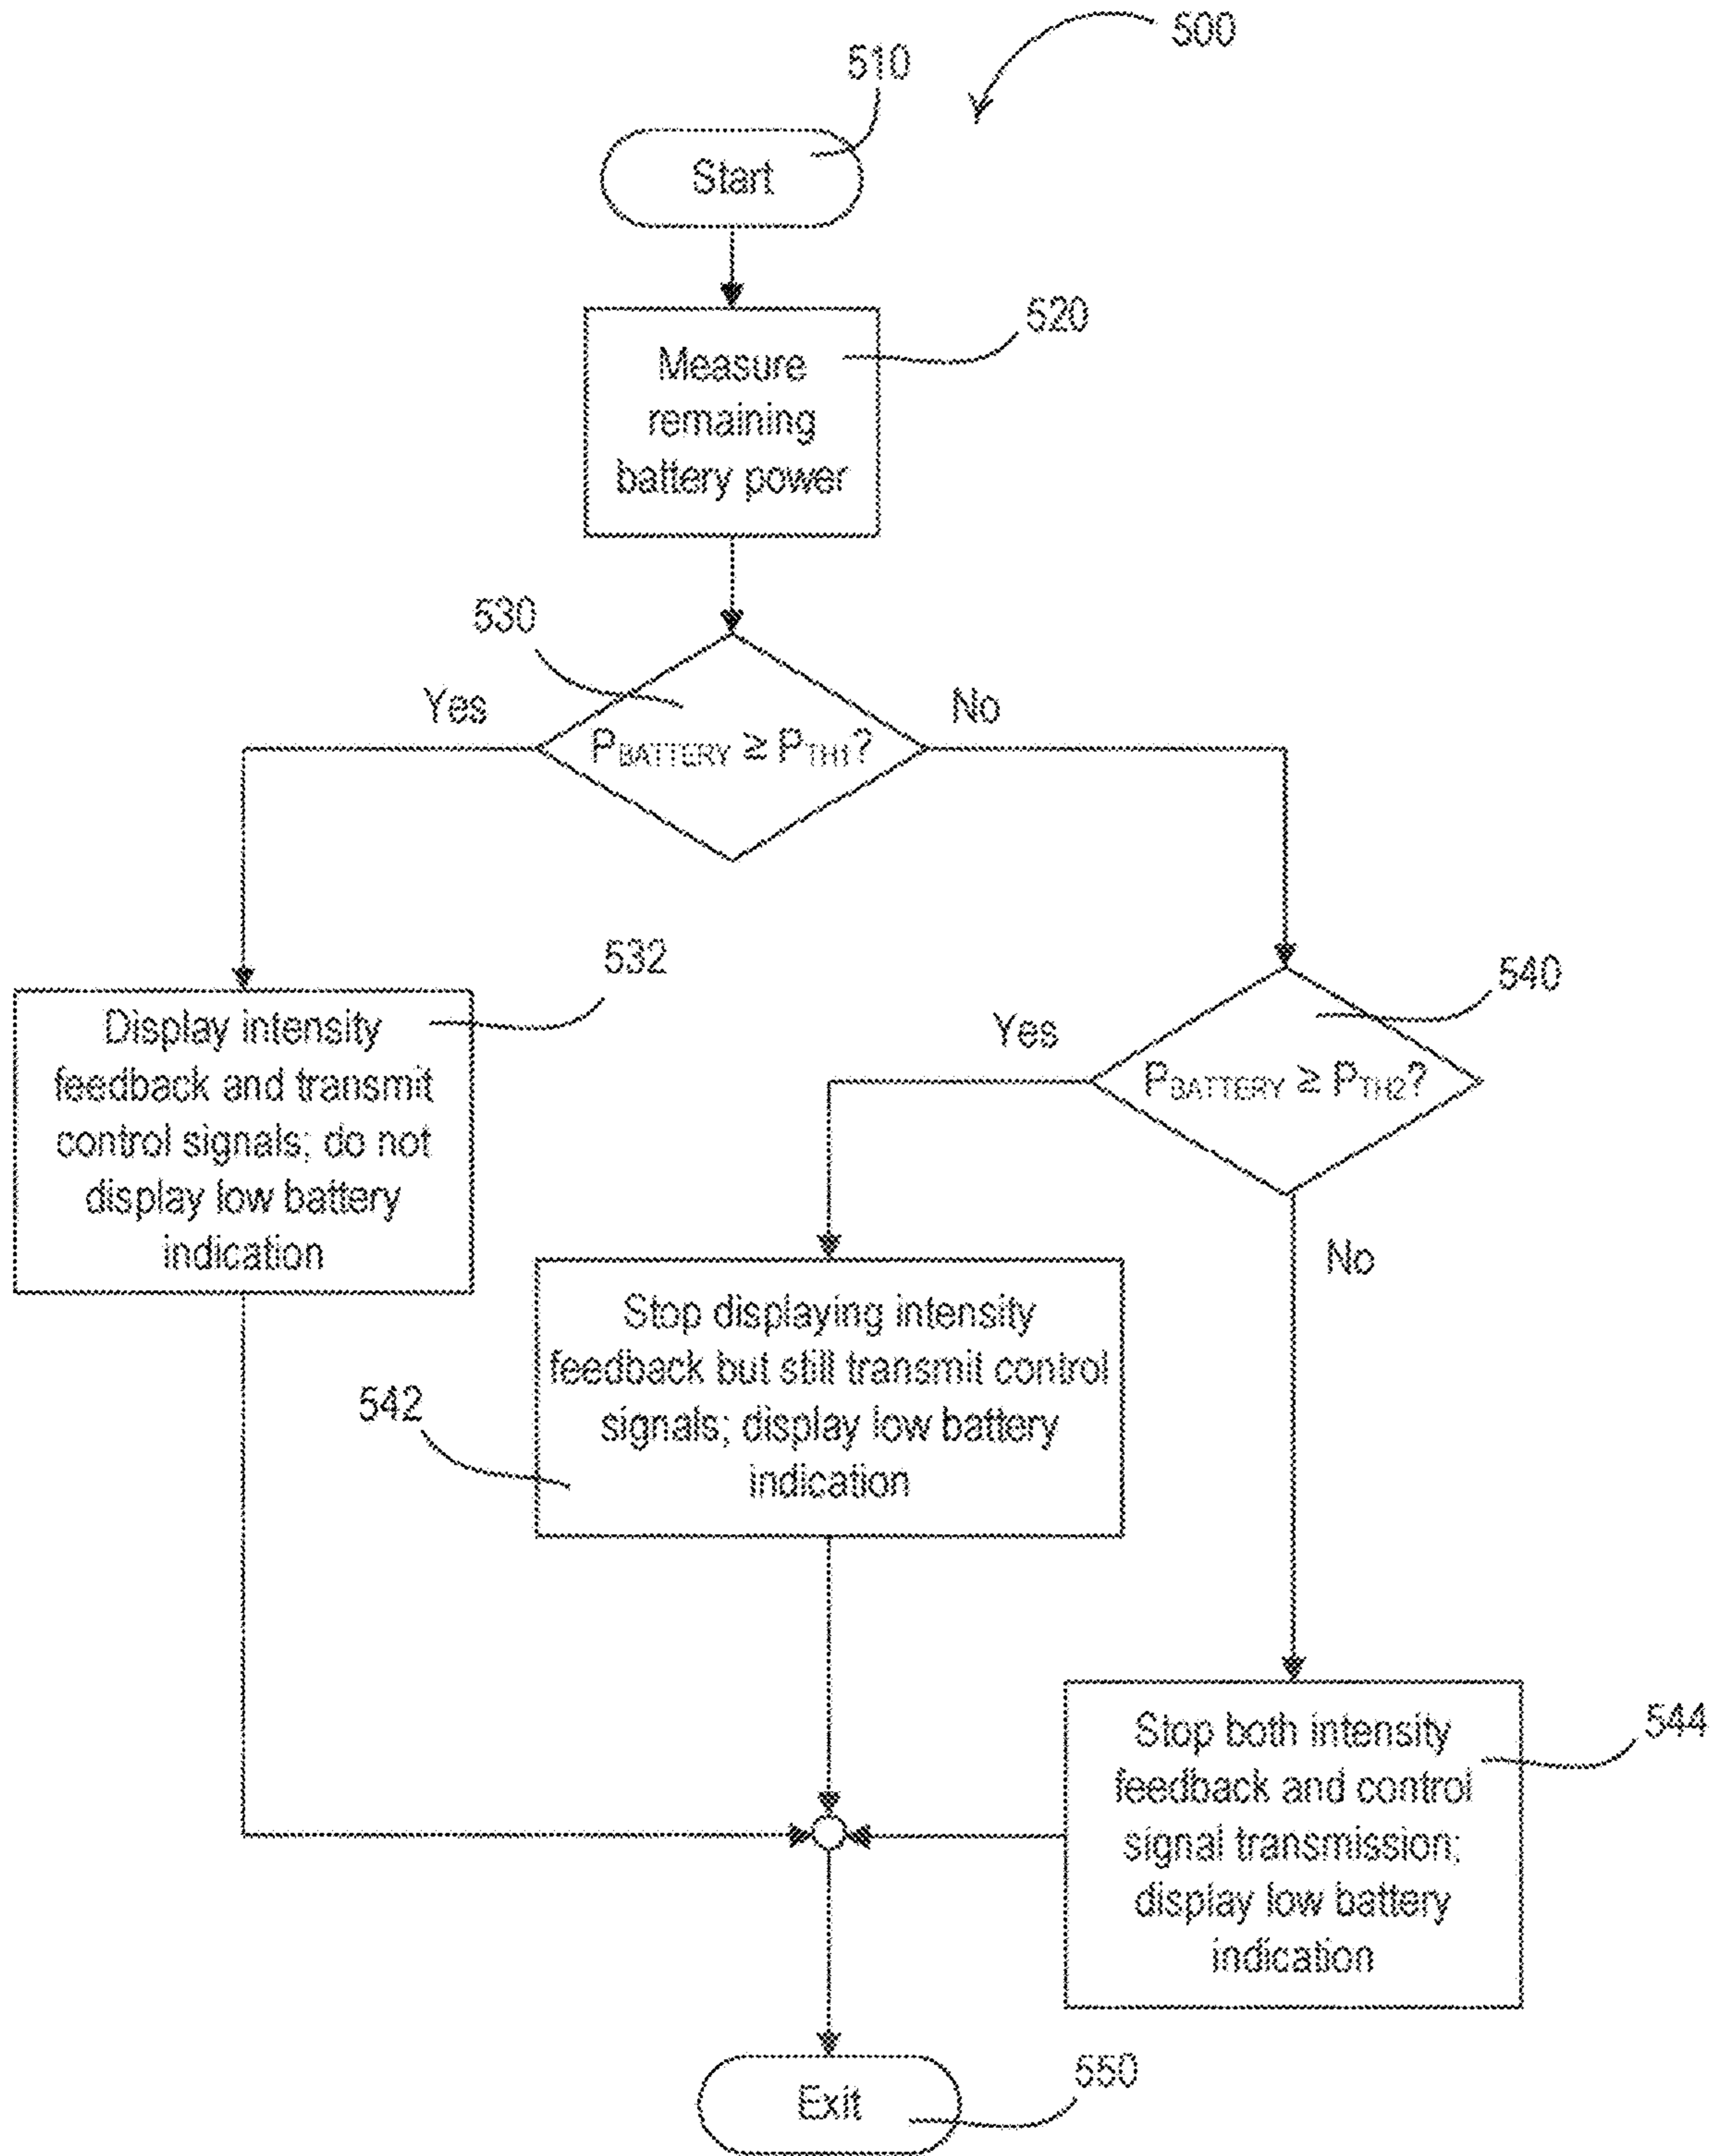 500
510
Start
520
Measure
remaining
battery power
530
Yes
No
PBATTERY ≥ PTH1?
532
540
Display intensity
feedback and transmit
control signals; do not
display low battery
indication
Yes
PBATTERY ≥ PTH2?
No
Stop displaying intensity
feedback but still transmit control
signals; display low battery
indication
542
544
Stop both intensity
feedback and control
signal transmission;
display low battery
indication
550
Exit